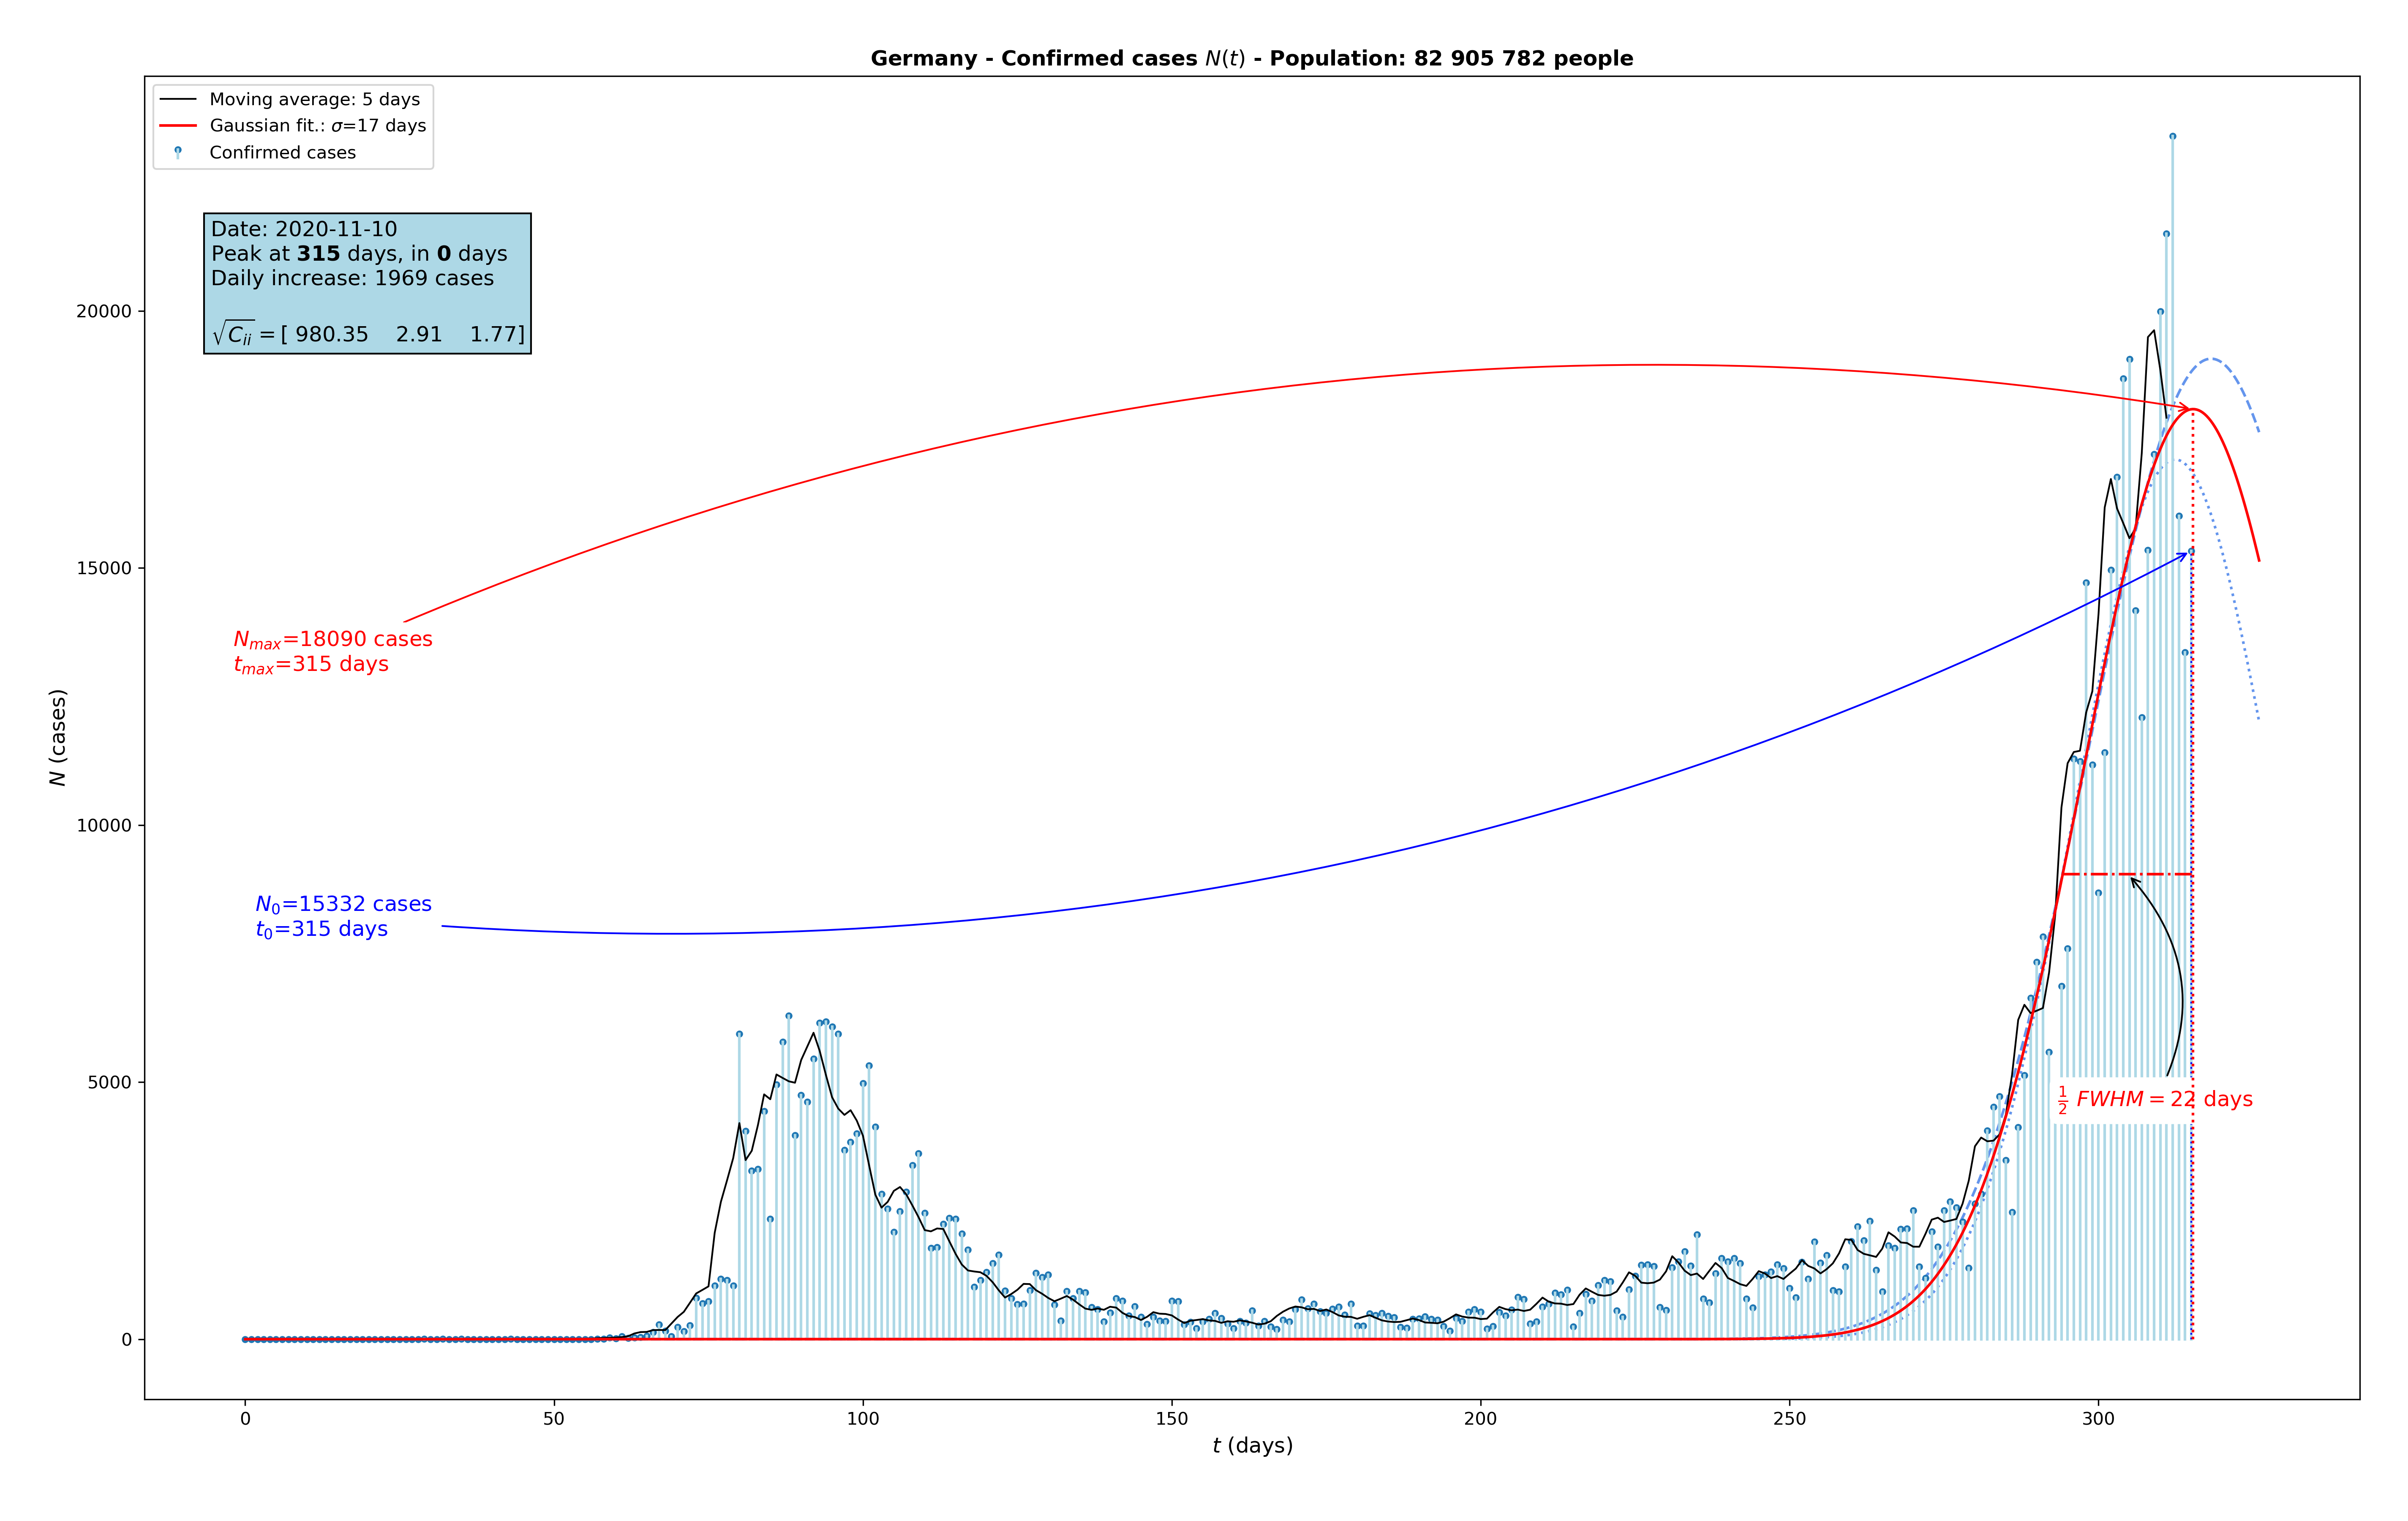 Germany - Confirmed cases N(t) - Population: 82 905 782 people
Moving average: 5 days
Gaussian fit.: σ=17 days
Confirmed cases
Date: 2020-11-10
Peak at 315 days, in 0 days
Daily increase: 1969 cases
√C_ii = [ 980.35 2.91 1.77]
N_max=18090 cases
t_max=315 days
N_0=15332 cases
t_0=315 days
1/2 FWHM = 22 days
N (cases)
20000
15000
10000
5000
0
0 50 100 150 200 250 300
t (days)